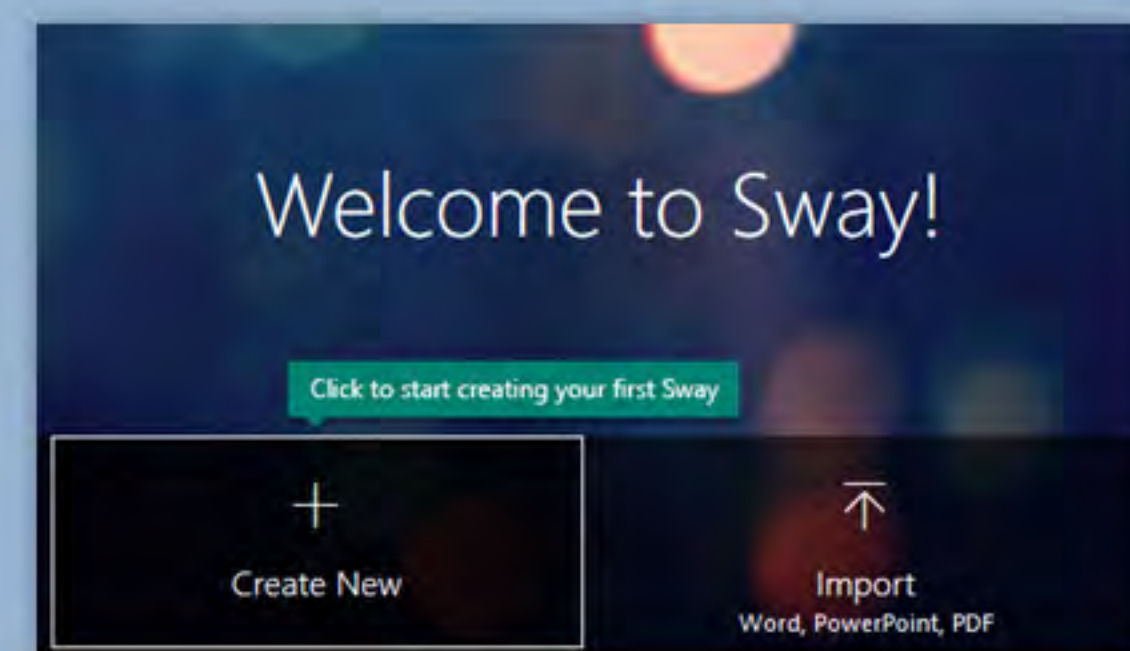 Welcome to Sway!
Click to start creating your first Sway
Create New
Import
Word, PowerPoint, PDF